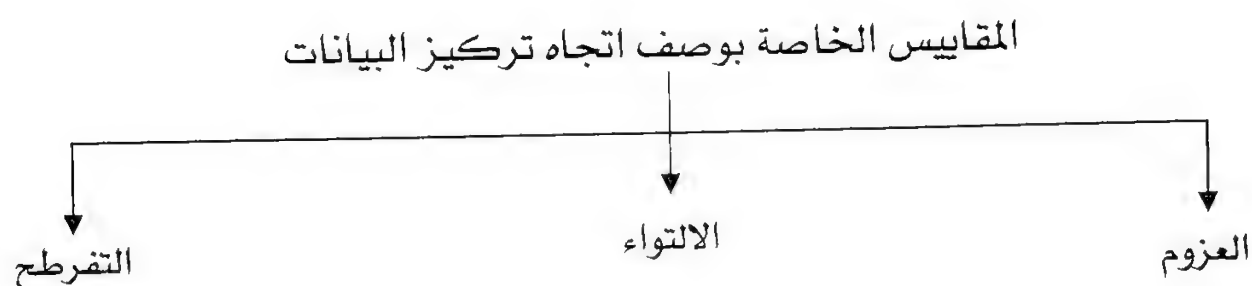 المقاييس الخاصة بوصف اتجاه تركيز البيانات
العزوم
الالتواء
التفرطح